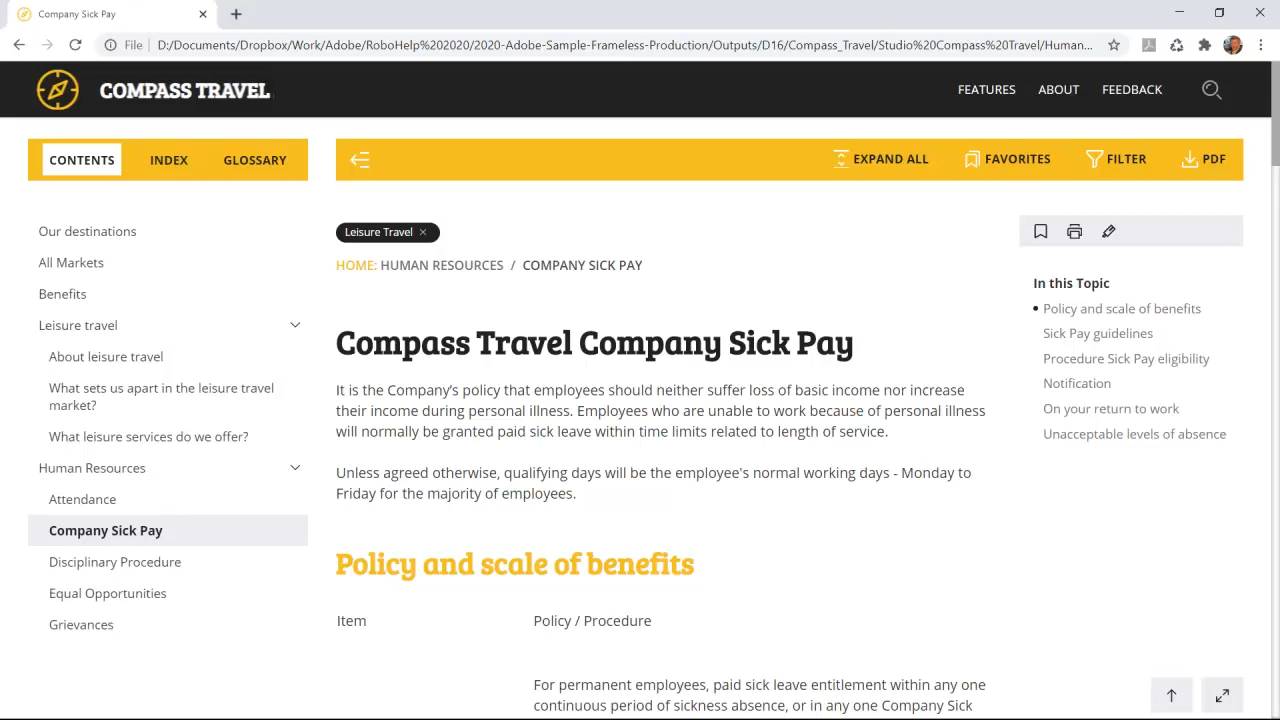 Company Sick Pay
File
D:/Documents/Dropbox/Work/Adobe/RoboHelp%202020/2020-Adobe-Sample-Frameless-Production/Outputs/D16/Compass_Travel/Studio%20Compass%20Travel/Human...
COMPASS TRAVEL
FEATURES
ABOUT
FEEDBACK
CONTENTS
INDEX
GLOSSARY
EXPAND ALL
FAVORITES
FILTER
PDF
Our destinations
All Markets
Benefits
Leisure travel
About leisure travel
What sets us apart in the leisure travel
market?
What leisure services do we offer?
Human Resources
Attendance
Company Sick Pay
Disciplinary Procedure
Equal Opportunities
Grievances
Leisure Travel
HOME: HUMAN RESOURCES / COMPANY SICK PAY
Compass Travel Company Sick Pay
It is the Company's policy that employees should neither suffer loss of basic income nor increase
their income during personal illness. Employees who are unable to work because of personal illness
will normally be granted paid sick leave within time limits related to length of service.
Unless agreed otherwise, qualifying days will be the employee's normal working days - Monday to
Friday for the majority of employees.
Policy and scale of benefits
Item
Policy / Procedure
For permanent employees, paid sick leave entitlement within any one
continuous period of sickness absence, or in any one Company Sick
In this Topic
Policy and scale of benefits
Sick Pay guidelines
Procedure Sick Pay eligibility
Notification
On your return to work
Unacceptable levels of absence